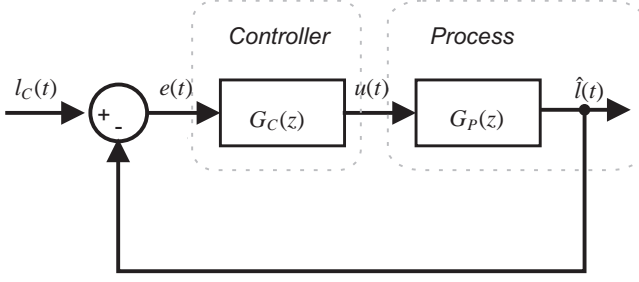 Controller
Process
l_C(t)
e(t)
u(t)
l̂(t)
+
-
G_C(z)
G_P(z)